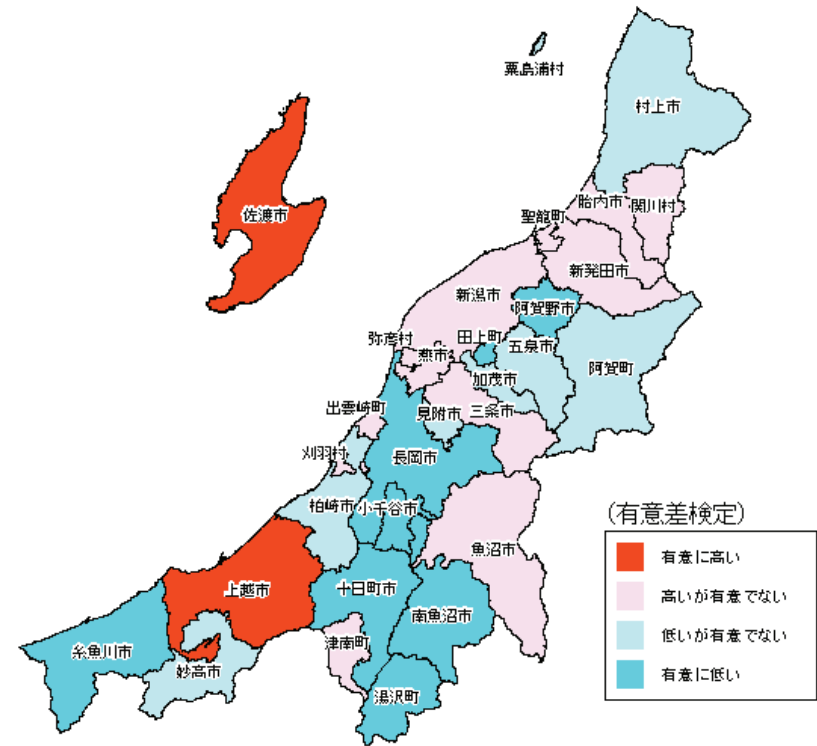 粟島浦村
村上市
佐渡市
胎内市
関川村
聖籠町
新発田市
新潟市
阿賀野市
弥彦村
田上町
五泉市
燕市
阿賀町
加茂市
出雲崎町
見附市
三条市
刈羽村
長岡市
柏崎市
小千谷市
魚沼市
上越市
十日町市
南魚沼市
糸魚川市
津南町
妙高市
湯沢町
(有意差検定)
有意に高い
高いが有意でない
低いが有意でない
有意に低い